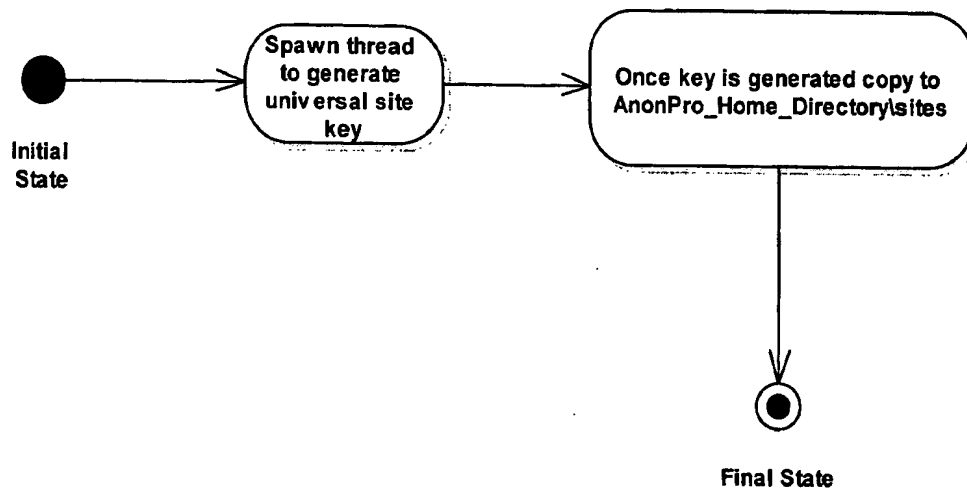 Initial
State
Spawn thread
to generate
universal site
key
Once key is generated copy to
AnonPro_Home_Directory\sites
Final State